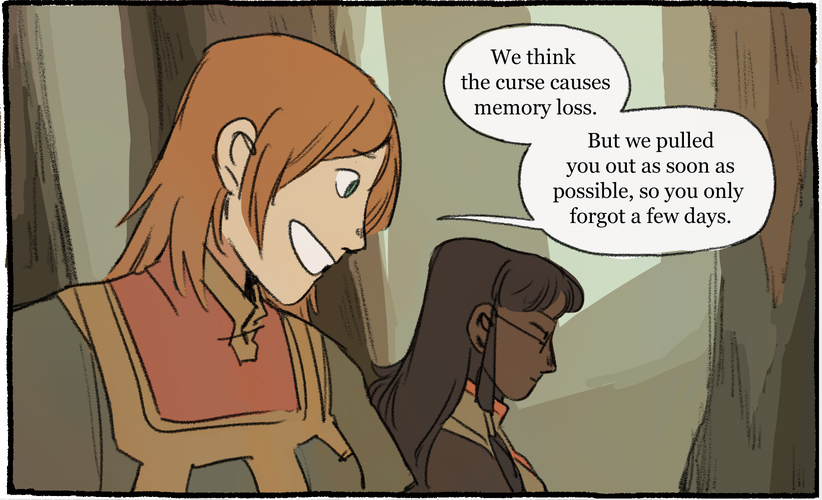 We think
the curse causes
memory loss.
But we pulled
you out as soon as
possible, so you only
forgot a few days.